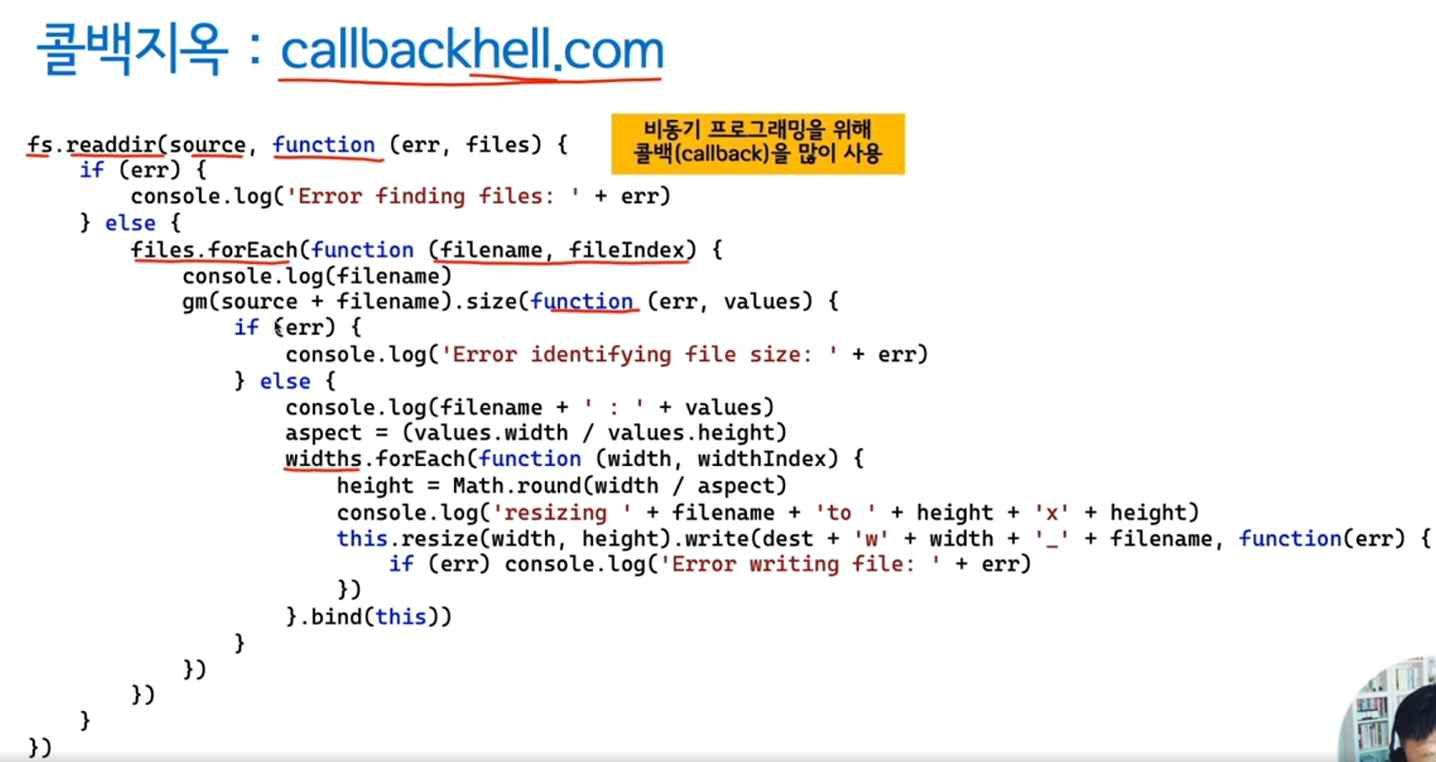 콜백지옥 : callbackhell.com
비동기 프로그래밍을 위해
콜백(callback)을 많이 사용
fs.readdir(source, function (err, files) {
    if (err) {
        console.log('Error finding files: ' + err)
    } else {
        files.forEach(function (filename, fileIndex) {
            console.log(filename)
            gm(source + filename).size(function (err, values) {
                if (err) {
                    console.log('Error identifying file size: ' + err)
                } else {
                    console.log(filename + ' : ' + values)
                    aspect = (values.width / values.height)
                    widths.forEach(function (width, widthIndex) {
                        height = Math.round(width / aspect)
                        console.log('resizing ' + filename + 'to ' + height + 'x' + height)
                        this.resize(width, height).write(dest + 'w' + width + '_' + filename, function(err) {
                            if (err) console.log('Error writing file: ' + err)
                        })
                    }.bind(this))
                }
            })
        })
    }
})